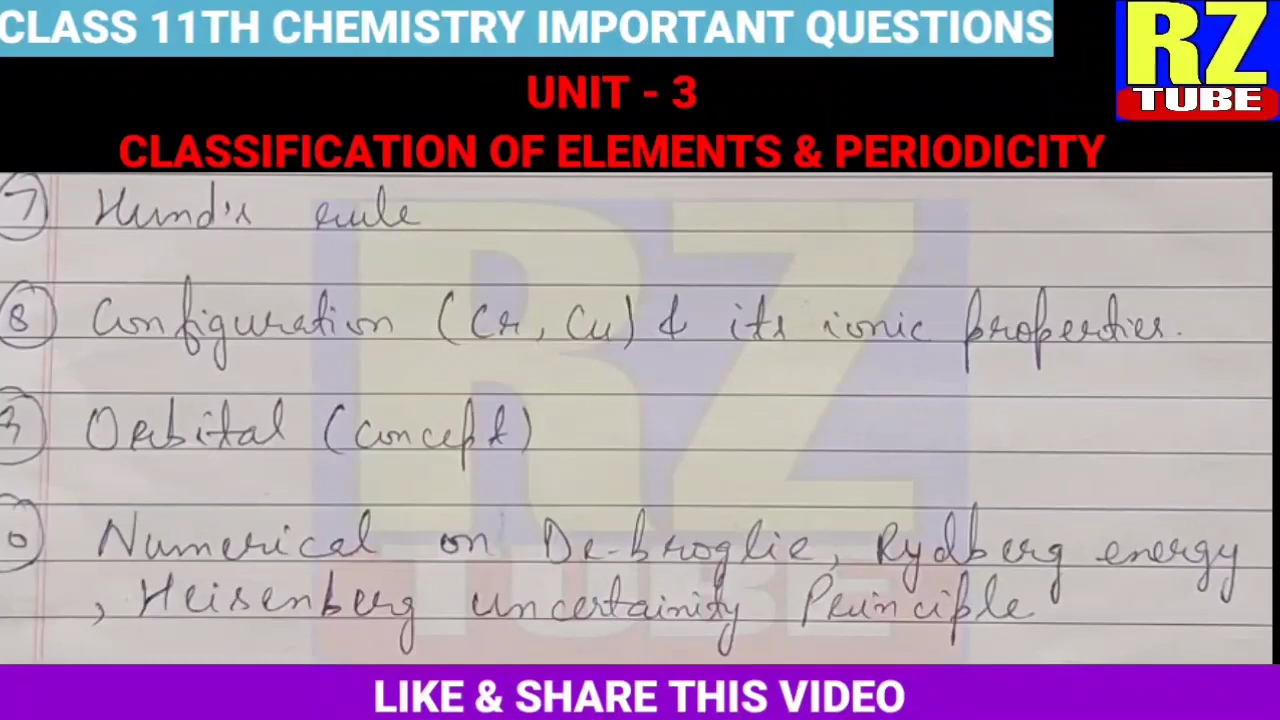 CLASS 11TH CHEMISTRY IMPORTANT QUESTIONS
RZ
TUBE
UNIT - 3
CLASSIFICATION OF ELEMENTS & PERIODICITY
7 Hund's rule
8 Configuration (Cr, Cu) & its ionic properties.
Orbital (concept)
Numerical on De-broglie, Rydberg energy
, Heisenberg uncertainity Principle
RZ
TUBE
LIKE & SHARE THIS VIDEO